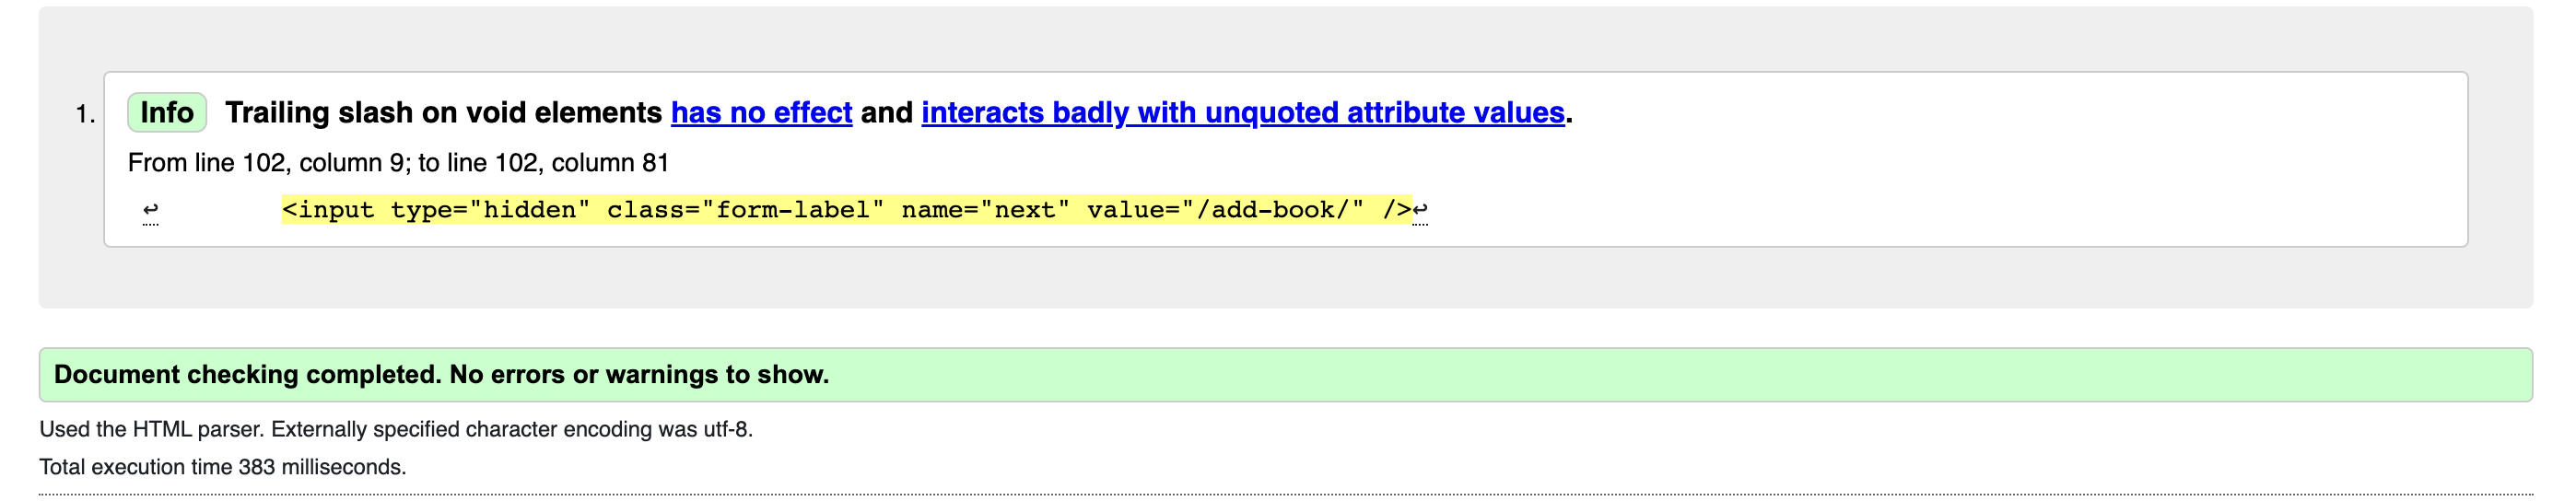 1. Info Trailing slash on void elements has no effect and interacts badly with unquoted attribute values.
From line 102, column 9; to line 102, column 81
↩ <input type="hidden" class="form-label" name="next" value="/add-book/" />↩
Document checking completed. No errors or warnings to show.
Used the HTML parser. Externally specified character encoding was utf-8.
Total execution time 383 milliseconds.